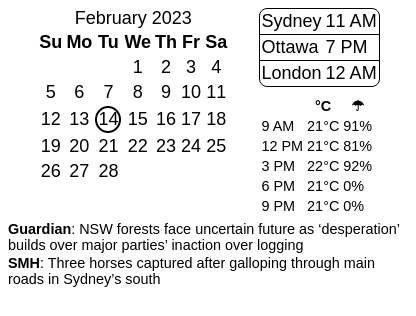 February 2023
Su Mo Tu We Th Fr Sa
1 2 3 4
5 6 7 8 9 10 11
12 13 14 15 16 17 18
19 20 21 22 23 24 25
26 27 28
Sydney 11 AM
Ottawa 7 PM
London 12 AM
°C ☂
9 AM 21°C 91%
12 PM 21°C 81%
3 PM 22°C 92%
6 PM 21°C 0%
9 PM 21°C 0%
Guardian: NSW forests face uncertain future as ‘desperation’
builds over major parties’ inaction over logging
SMH: Three horses captured after galloping through main
roads in Sydney’s south